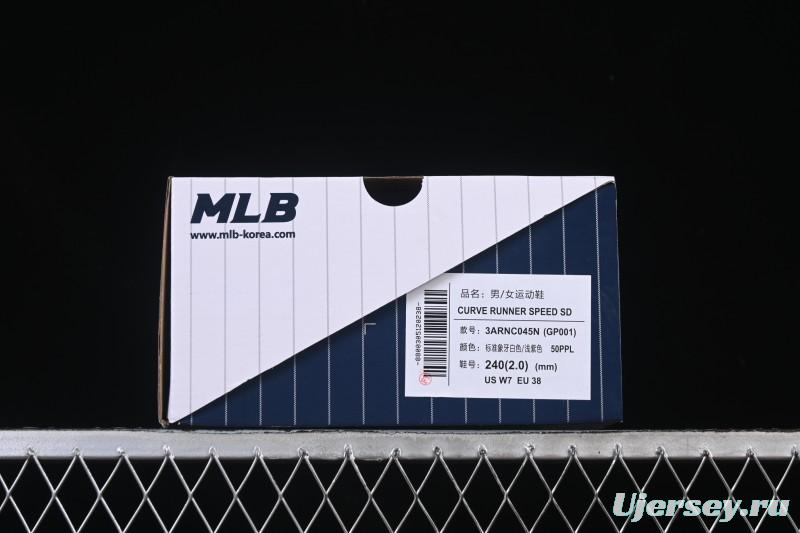 MLB
www.mlb-korea.com
品名：男/女运动鞋
CURVE RUNNER SPEED SD
款号：3ARNC045N (GP001)
颜色：标准象牙白色/浅紫色 50PPL
鞋号：240(2.0) (mm)
US W7 EU 38
Ujersey.ru